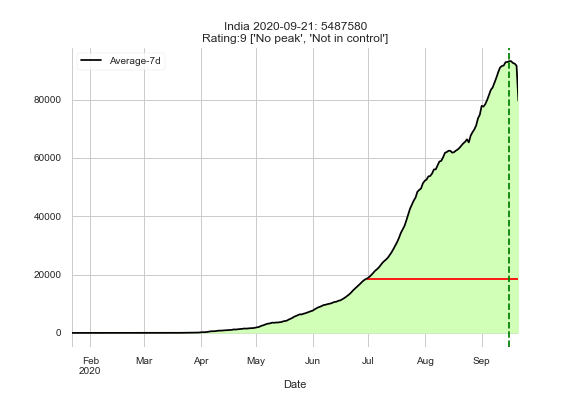 India 2020-09-21: 5487580
Rating:9 ['No peak', 'Not in control']
Average-7d
80000
60000
40000
20000
0
Feb Mar Apr May Jun Jul Aug Sep
2020
Date